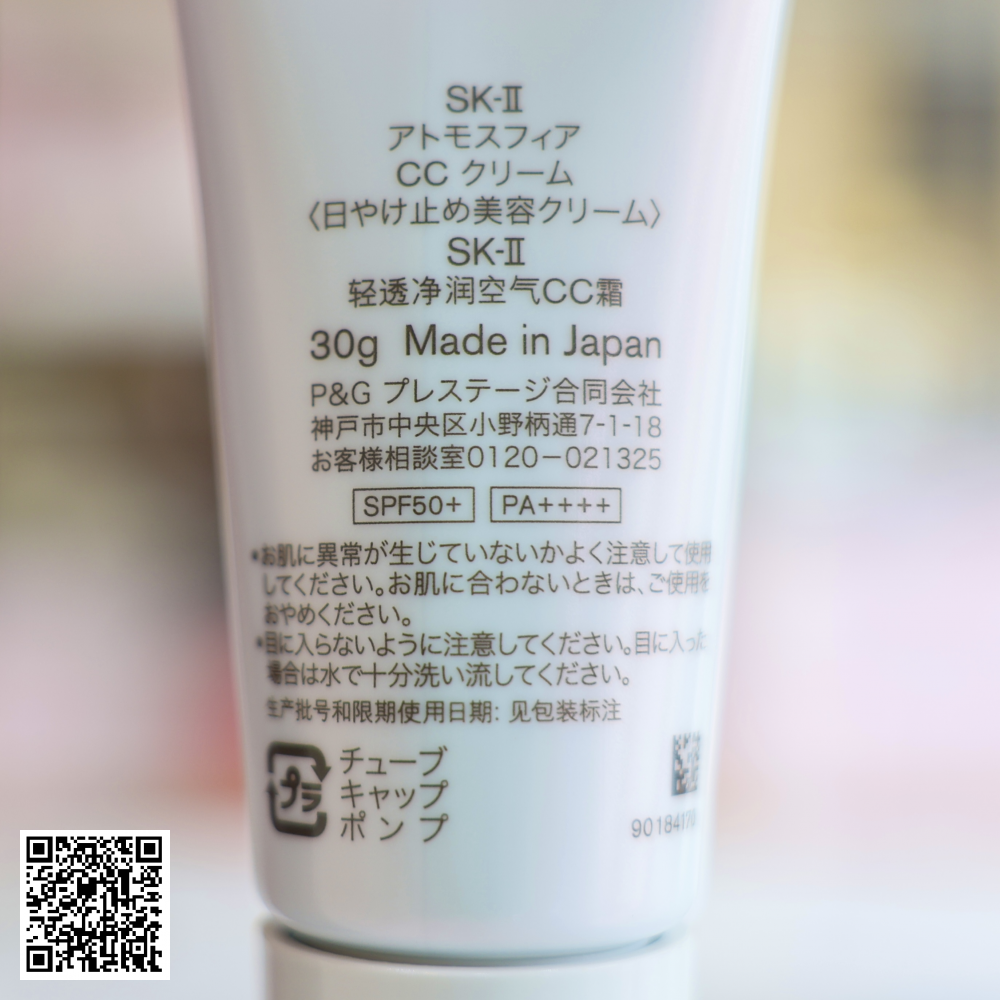 SK-Ⅱ
アトモスフィア
CC クリーム
〈日やけ止め美容クリーム〉
SK-Ⅱ
轻透净润空气CC霜
30g Made in Japan
P&G プレステージ合同会社
神戸市中央区小野柄通7-1-18
お客様相談室0120－021325
SPF50+ PA++++
•お肌に異常が生じていないかよく注意して使用
してください。お肌に合わないときは、ご使用を
おやめください。
•目に入らないように注意してください。目に入った
場合は水で十分洗い流してください。
生产批号和限期使用日期: 见包装标注
プラ
チューブ
キャップ
ポンプ